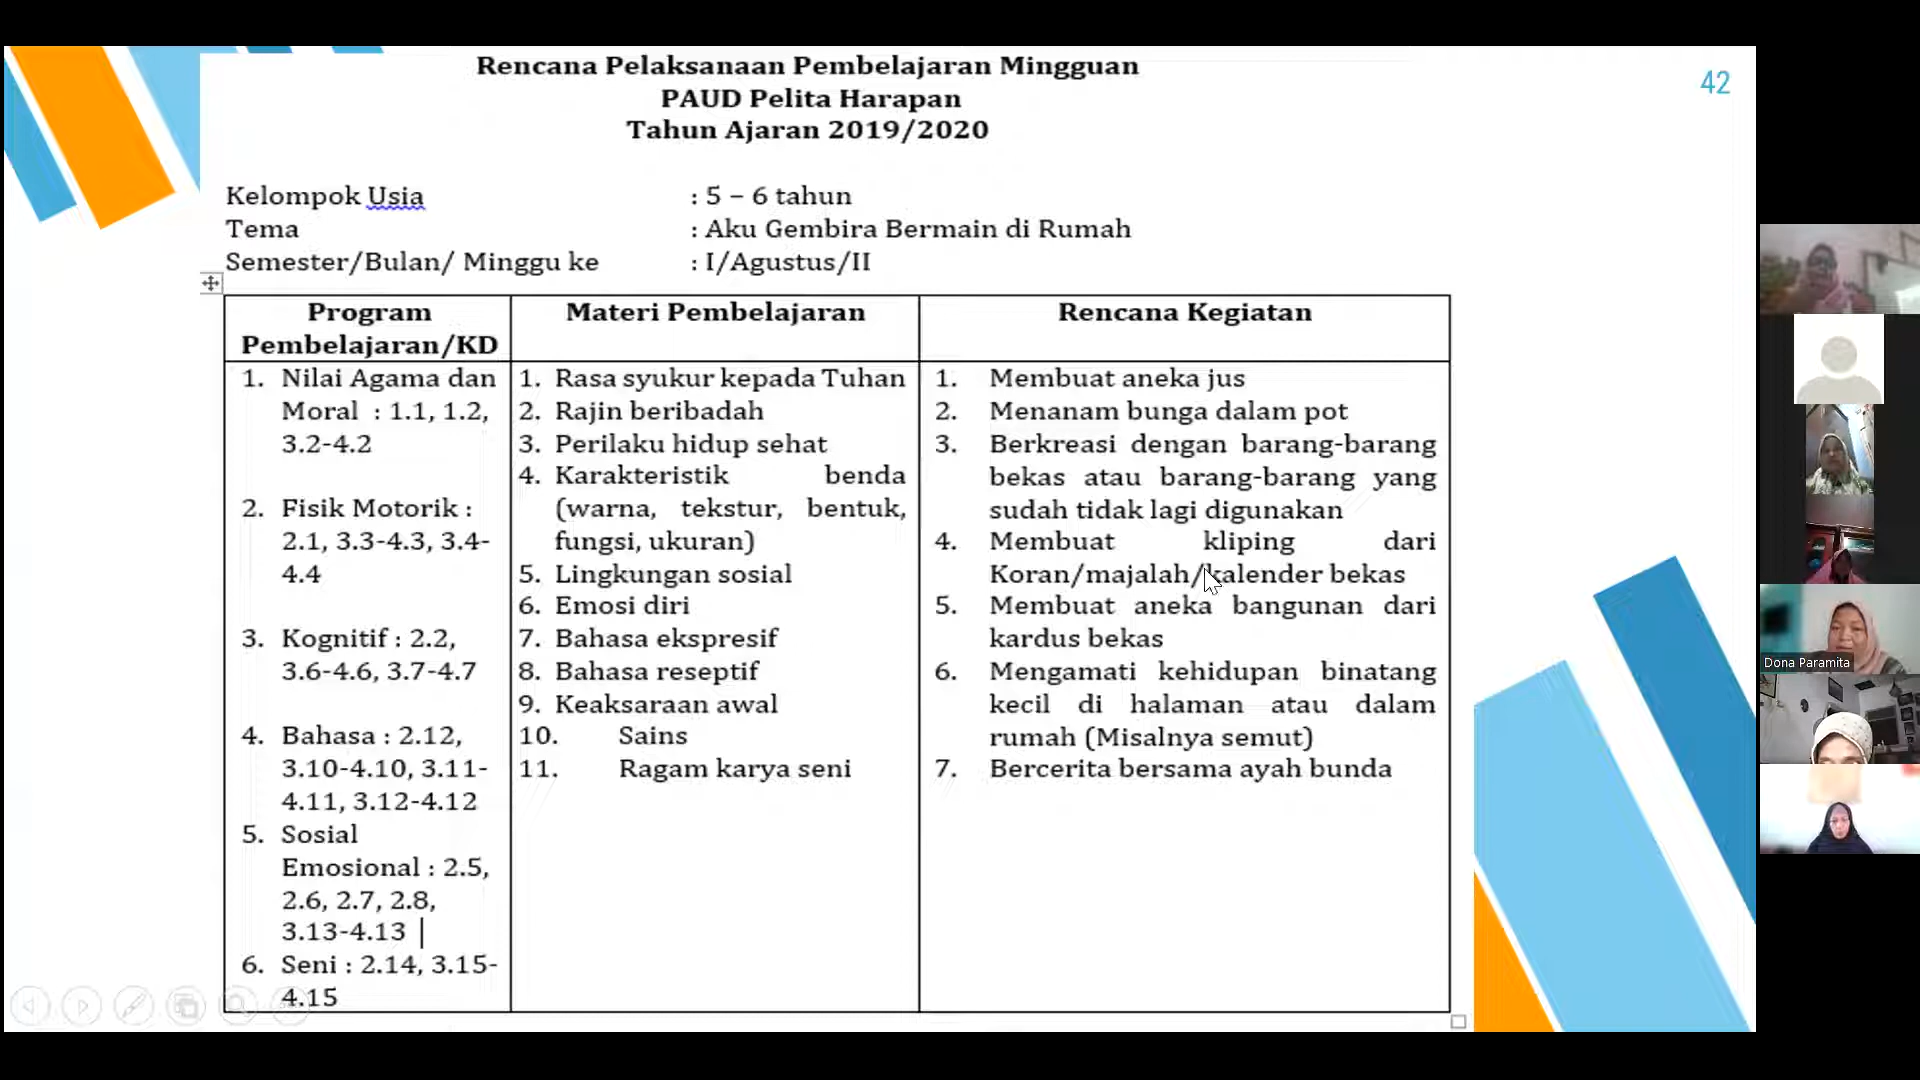 42
Rencana Pelaksanaan Pembelajaran Mingguan
PAUD Pelita Harapan
Tahun Ajaran 2019/2020
Kelompok Usia : 5 – 6 tahun
Tema : Aku Gembira Bermain di Rumah
Semester/Bulan/ Minggu ke : I/Agustus/II
Program
Pembelajaran/KD
1. Nilai Agama dan
Moral : 1.1, 1.2,
3.2-4.2
2. Fisik Motorik :
2.1, 3.3-4.3, 3.4-
4.4
3. Kognitif : 2.2,
3.6-4.6, 3.7-4.7
4. Bahasa : 2.12,
3.10-4.10, 3.11-
4.11, 3.12-4.12
5. Sosial
Emosional : 2.5,
2.6, 2.7, 2.8,
3.13-4.13
6. Seni : 2.14, 3.15-
4.15
Materi Pembelajaran
1. Rasa syukur kepada Tuhan
2. Rajin beribadah
3. Perilaku hidup sehat
4. Karakteristik benda
(warna, tekstur, bentuk,
fungsi, ukuran)
5. Lingkungan sosial
6. Emosi diri
7. Bahasa ekspresif
8. Bahasa reseptif
9. Keaksaraan awal
10. Sains
11. Ragam karya seni
Rencana Kegiatan
1. Membuat aneka jus
2. Menanam bunga dalam pot
3. Berkreasi dengan barang-barang
bekas atau barang-barang yang
sudah tidak lagi digunakan
4. Membuat kliping dari
Koran/majalah/kalender bekas
5. Membuat aneka bangunan dari
kardus bekas
6. Mengamati kehidupan binatang
kecil di halaman atau dalam
rumah (Misalnya semut)
7. Bercerita bersama ayah bunda
Dona Paramita